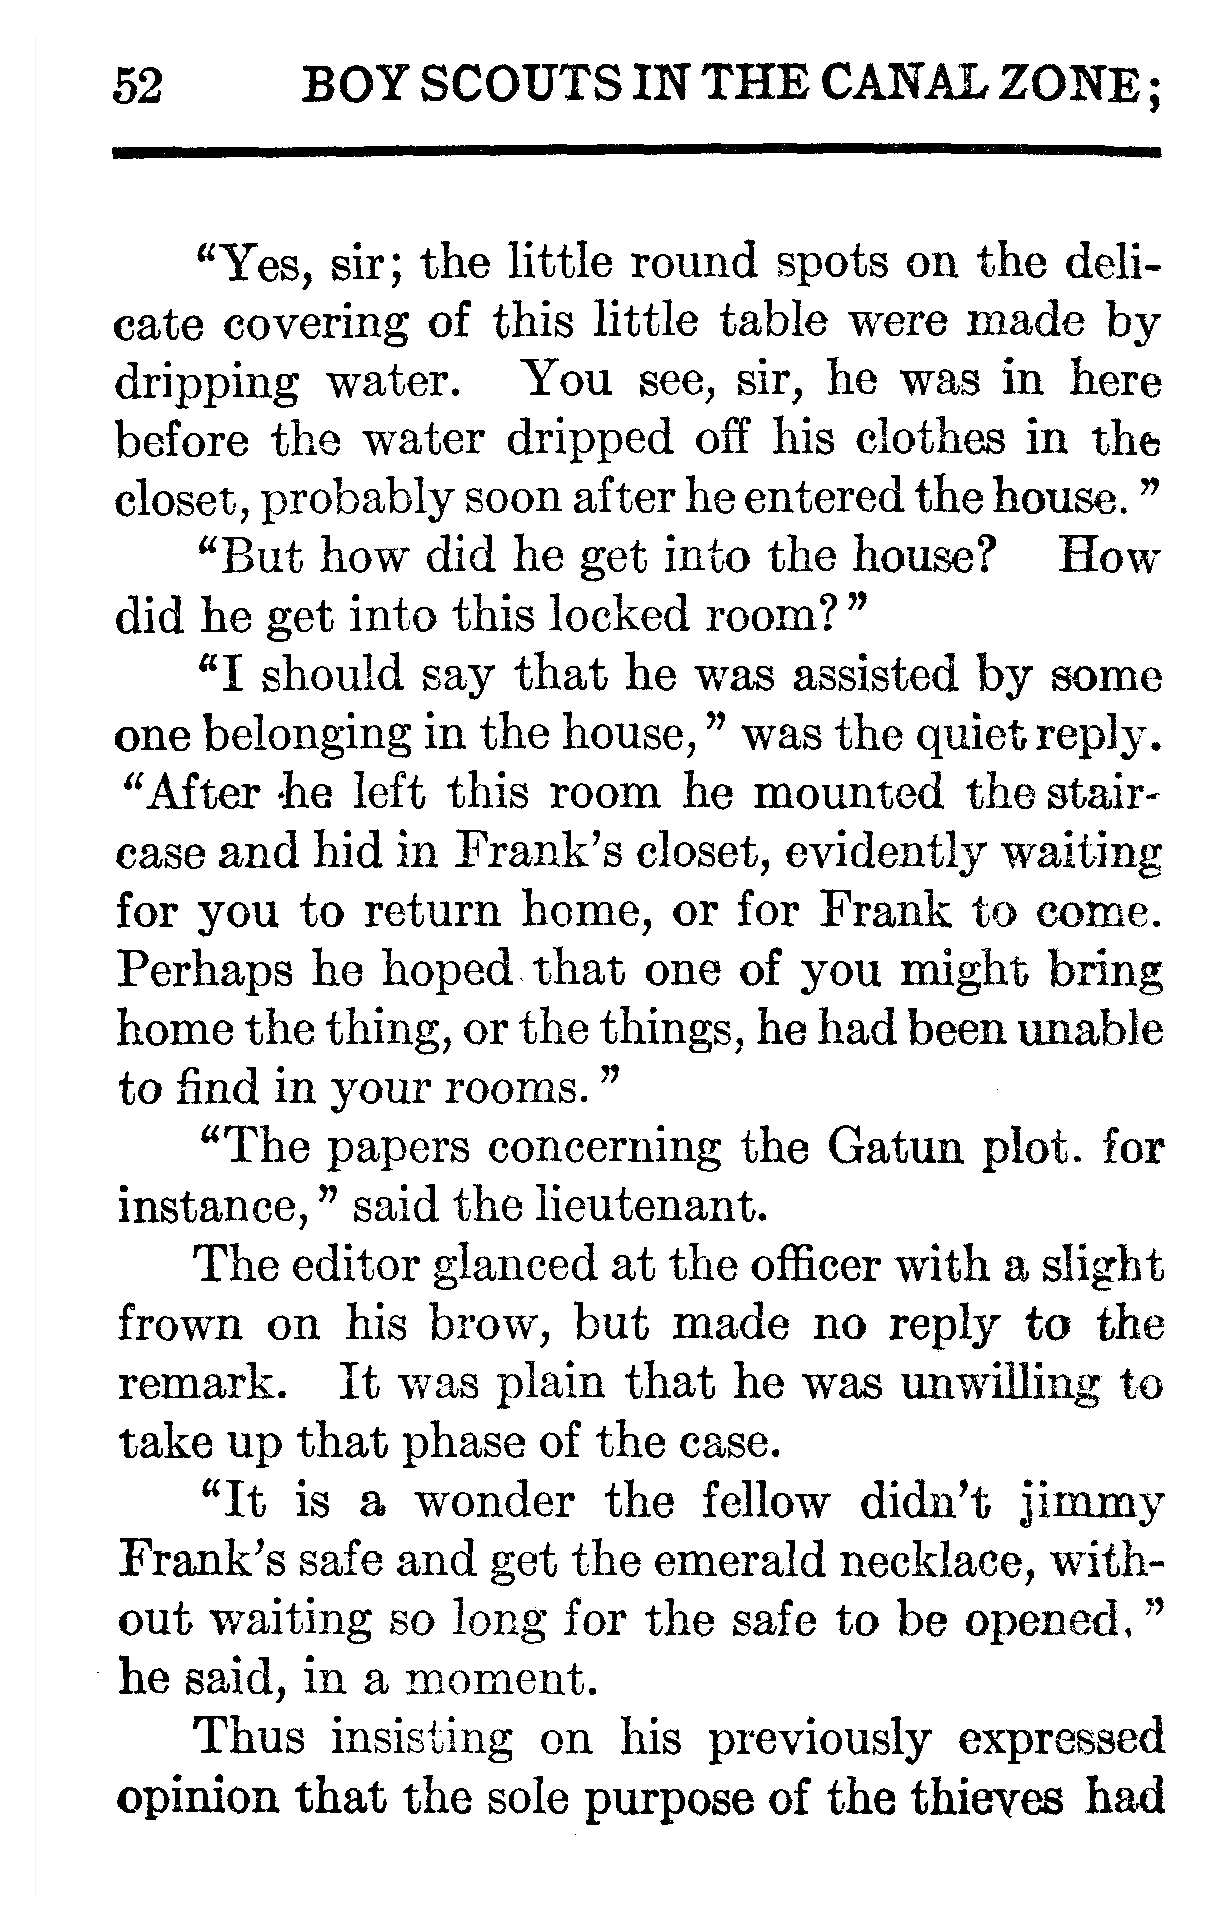 52 BOY SCOUTS IN THE CANAL ZONE;
"Yes, sir; the little round spots on the deli-
cate covering of this little table were made by
dripping water. You see, sir, he was in here
before the water dripped off his clothes in the
closet, probably soon after he entered the house."
"But how did he get into the house? How
did he get into this locked room?"
"I should say that he was assisted by some
one belonging in the house," was the quiet reply.
"After he left this room he mounted the stair-
case and hid in Frank's closet, evidently waiting
for you to return home, or for Frank to come.
Perhaps he hoped that one of you might bring
home the thing, or the things, he had been unable
to find in your rooms."
"The papers concerning the Gatun plot. for
instance," said the lieutenant.
The editor glanced at the officer with a slight
frown on his brow, but made no reply to the
remark. It was plain that he was unwilling to
take up that phase of the case.
"It is a wonder the fellow didn't jimmy
Frank's safe and get the emerald necklace, with-
out waiting so long for the safe to be opened,"
he said, in a moment.
Thus insisting on his previously expressed
opinion that the sole purpose of the thieves had